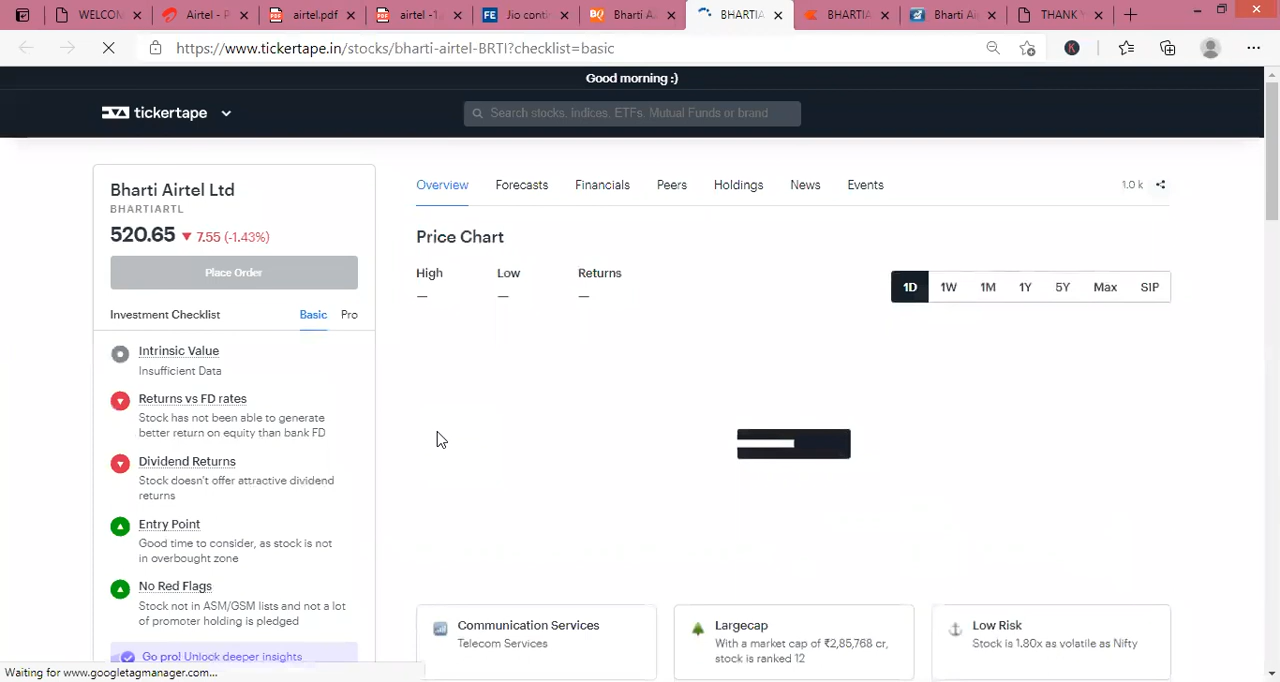 WELCOM
Airtel - P
airtel.pdf
airtel -1.
FE Jio conti
BQ Bharti A
BHARTIA
BHARTIA
Bharti Ai
THANK Y
https://www.tickertape.in/stocks/bharti-airtel-BRTI?checklist=basic
K
Good morning :)
tickertape
Search stocks, indices, ETFs, Mutual Funds or brand
Bharti Airtel Ltd
BHARTIARTL
520.65 ▼ 7.55 (-1.43%)
Place Order
Investment Checklist Basic Pro
Intrinsic Value
Insufficient Data
Returns vs FD rates
Stock has not been able to generate
better return on equity than bank FD
Dividend Returns
Stock doesn't offer attractive dividend
returns
Entry Point
Good time to consider, as stock is not
in overbought zone
No Red Flags
Stock not in ASM/GSM lists and not a lot
of promoter holding is pledged
Go pro! Unlock deeper insights
Overview Forecasts Financials Peers Holdings News Events 1.0 k
Price Chart
High Low Returns
— — —
1D 1W 1M 1Y 5Y Max SIP
Communication Services
Telecom Services
Largecap
With a market cap of ₹2,85,768 cr,
stock is ranked 12
Low Risk
Stock is 1.80x as volatile as Nifty
Waiting for www.googletagmanager.com...